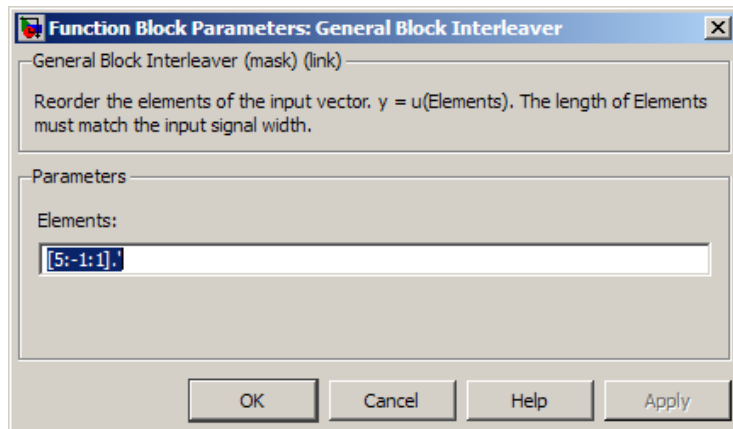 Function Block Parameters: General Block Interleaver
General Block Interleaver (mask) (link)
Reorder the elements of the input vector. y = u(Elements). The length of Elements
must match the input signal width.
Parameters
Elements:
[5:-1:1].'
OK Cancel Help Apply